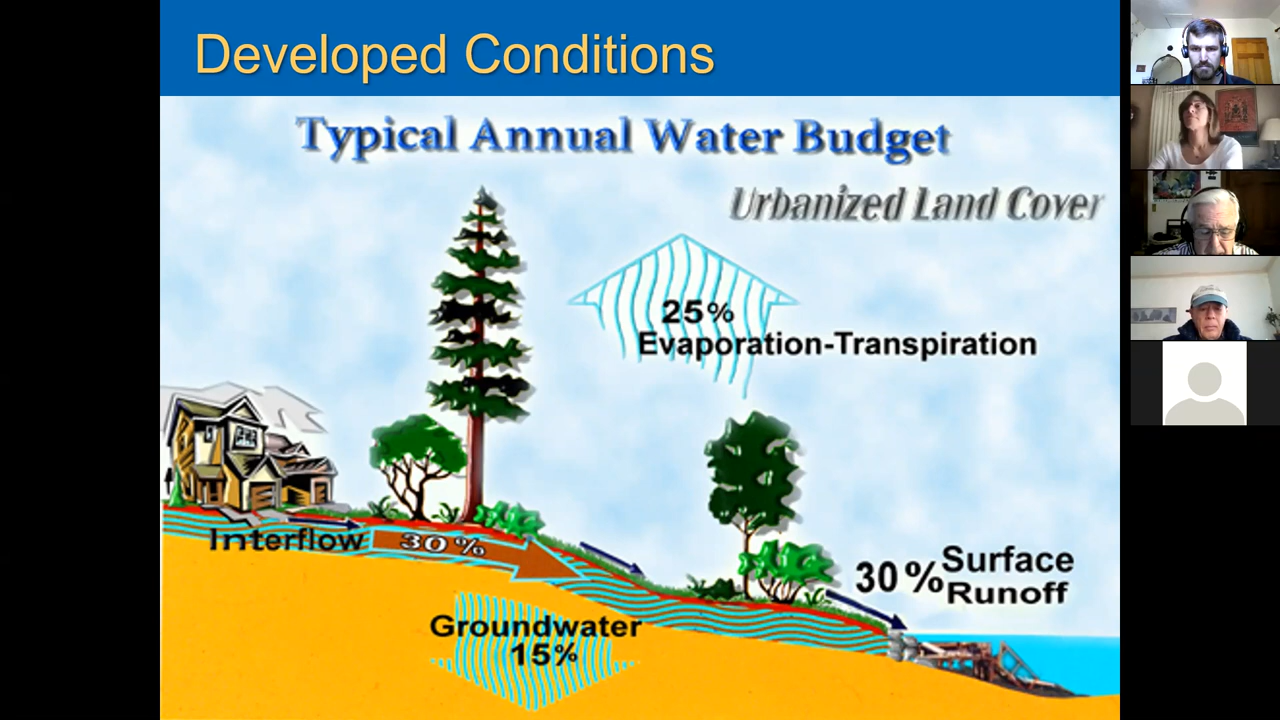 Developed Conditions
Typical Annual Water Budget
Urbanized Land Cover
25%
Evaporation-Transpiration
Interflow 30%
30% Surface
Runoff
Groundwater
15%